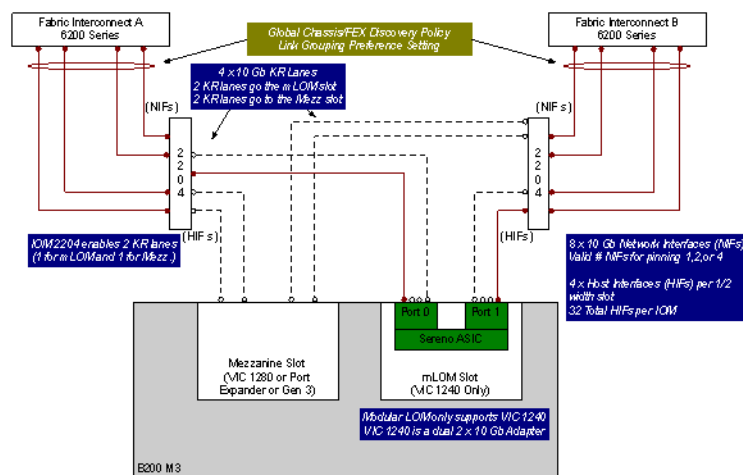 Fabric Interconnect A
6200 Series
Global Chassis/FEX Discovery Policy
Link Grouping Preference Setting
Fabric Interconnect B
6200 Series
4 x 10 Gb KR Lanes
2 KR lanes go the mLOM slot
2 KR lanes go to the Mezz slot
(NIFs)
(NIFs)
2
2
0
4
2
2
0
4
IOM 2204 enables 2 KR lanes
(1 for mLOM and 1 for Mezz.)
(HIFs)
(HIFs)
8 x 10 Gb Network Interfaces (NIFs)
Valid # NIFs for pinning 1,2,or 4
4 x Host Interfaces (HIFs) per 1/2
width slot
32 Total HIFs per IOM
Port 0
Port 1
Sereno ASIC
Mezzanine Slot
(VIC 1280 or Port
Expander or Gen 3)
mLOM Slot
(VIC 1240 Only)
Modular LOM only supports VIC 1240
VIC 1240 is a dual 2 x 10 Gb Adapter
B200 M3